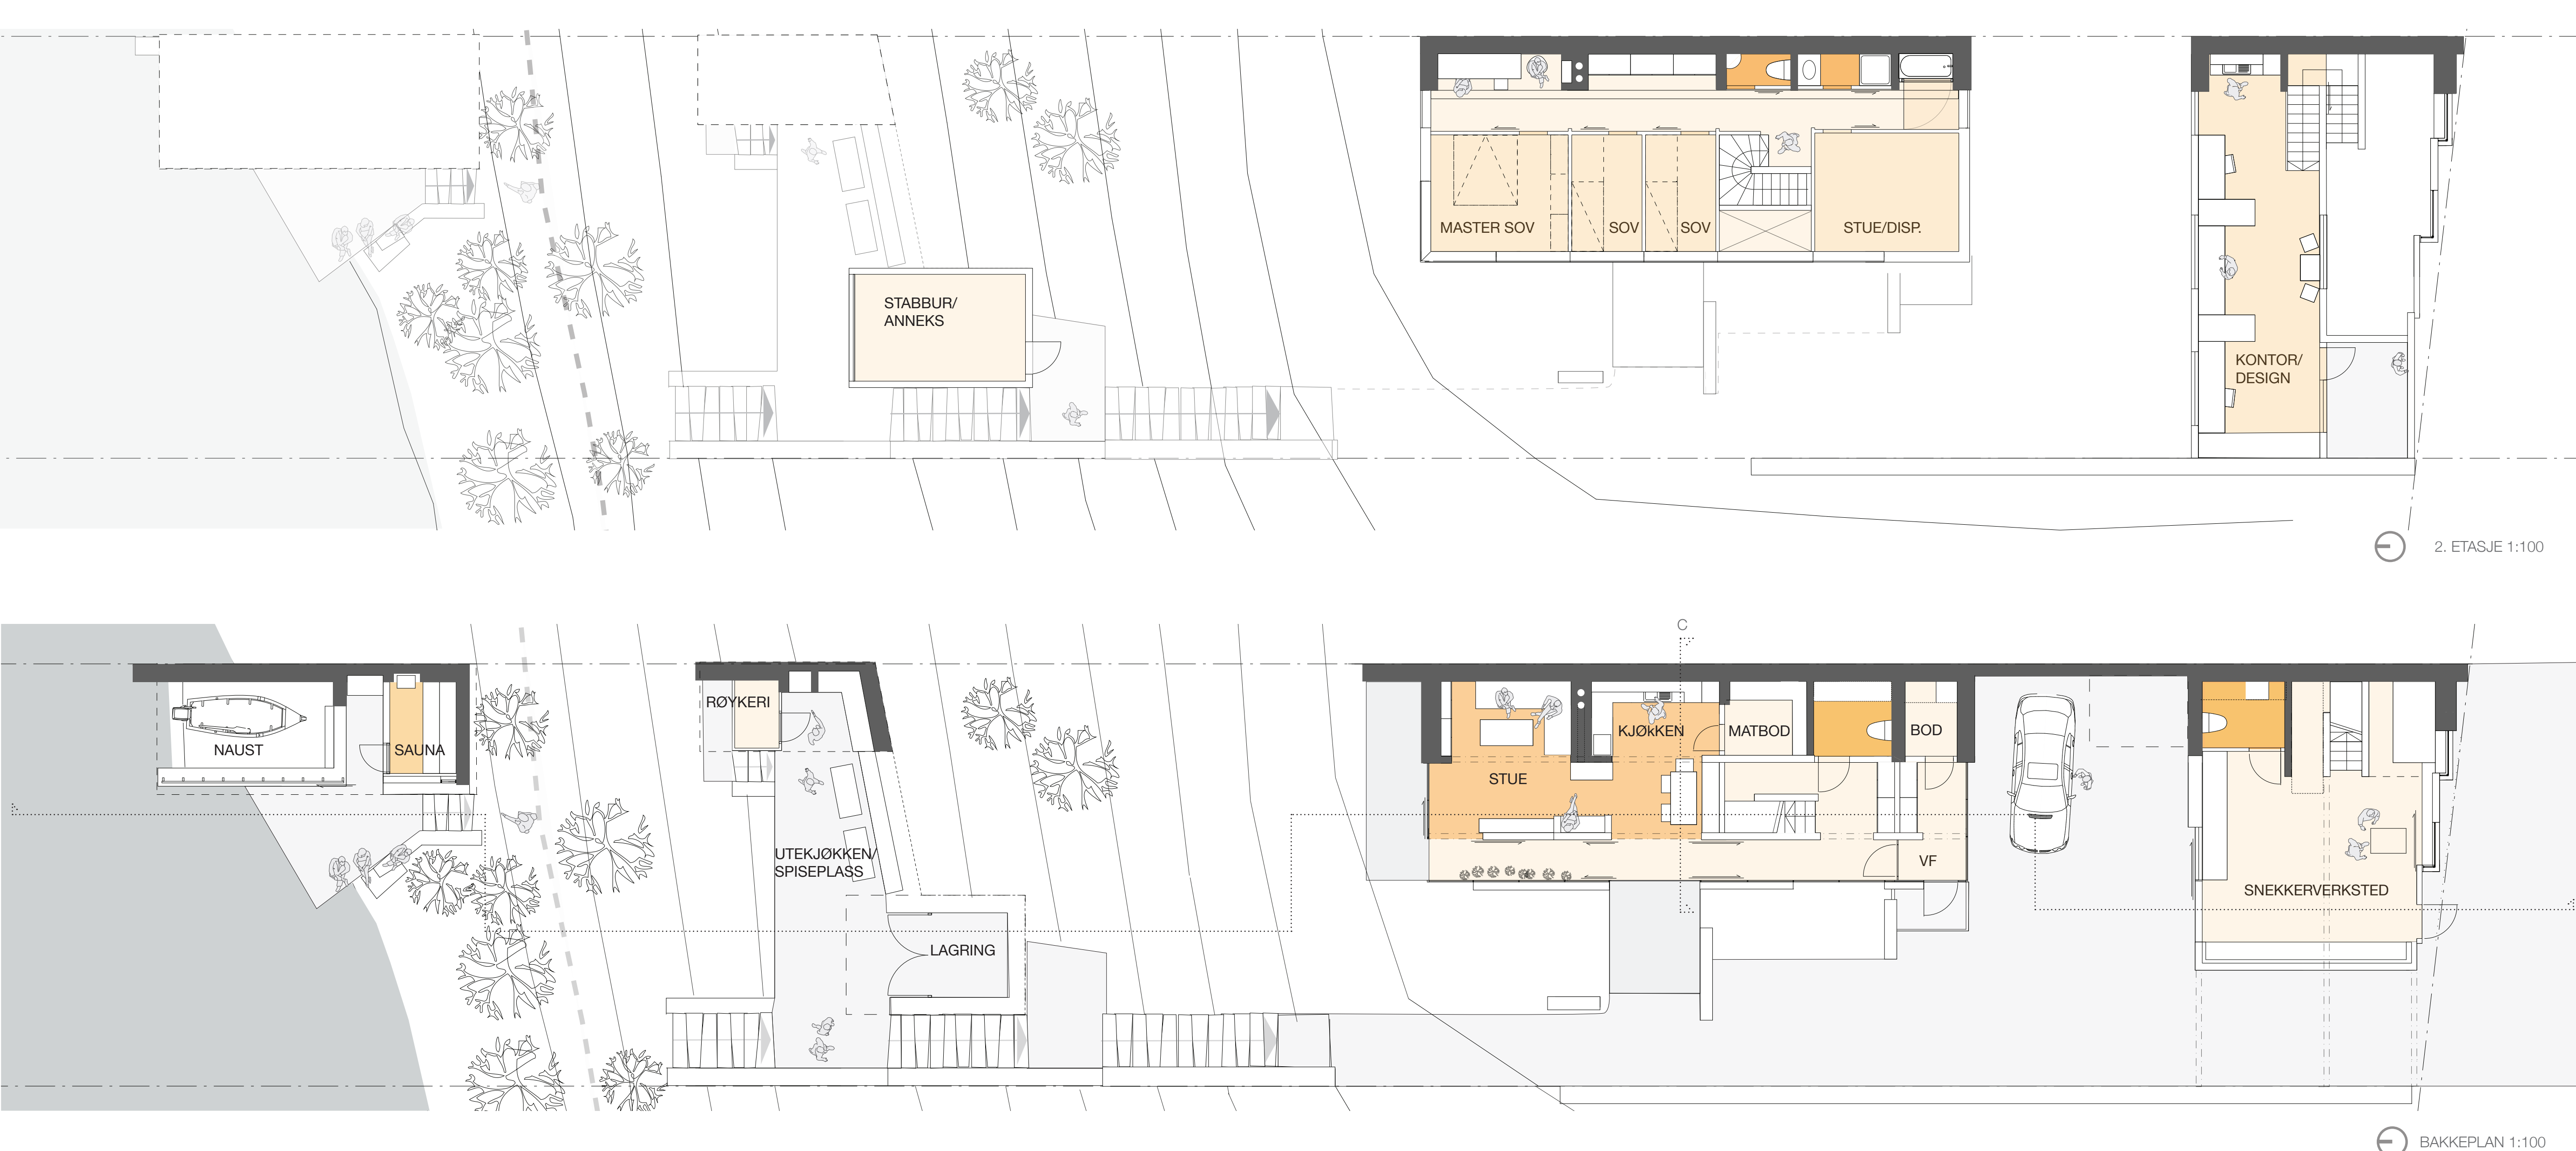 MASTER SOV
SOV
SOV
STUE/DISP.
STABBUR/
ANNEKS
KONTOR/
DESIGN
2. ETASJE 1:100
C
RØYKERI
NAUST
SAUNA
STUE
KJØkKEN
MATBOD
BOD
UTEKJØKKEN/
SPISEPLASS
VF
LAGRING
SNEKKERVERKSTED
BAKKEPLAN 1:100